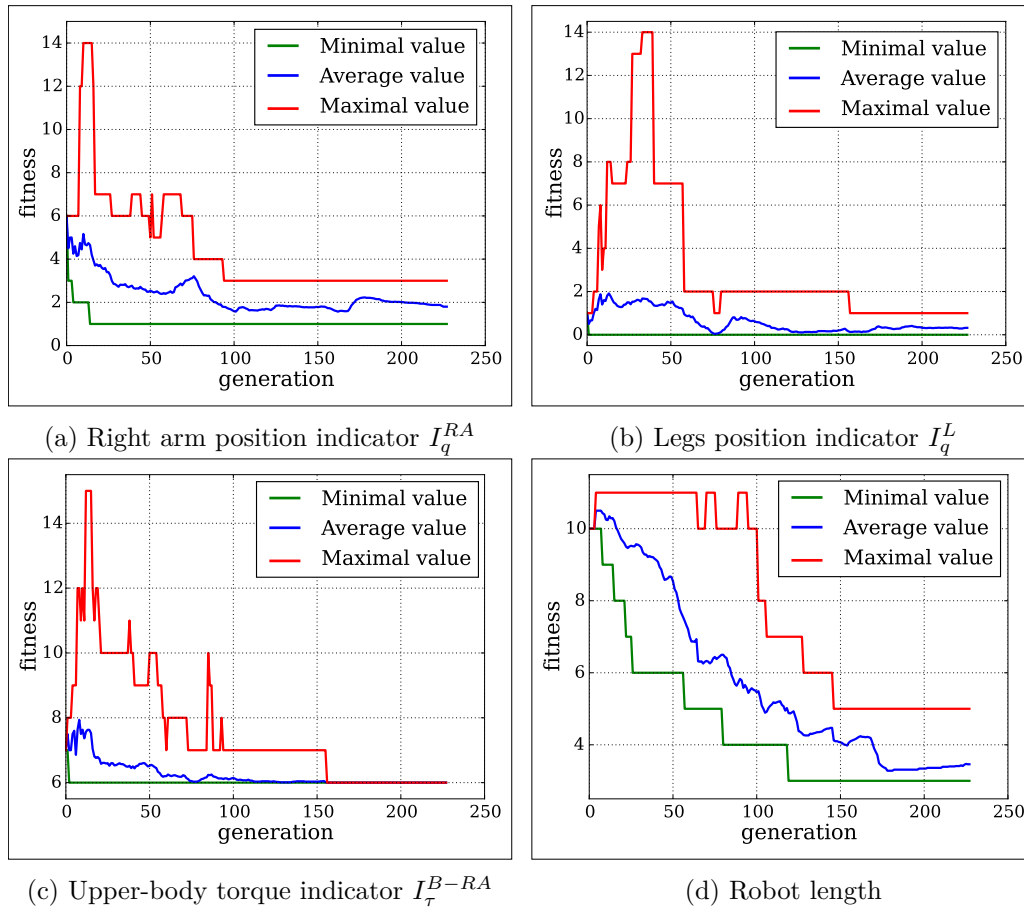 14
12
10
8
6
4
2
0
fitness
Minimal value
Average value
Maximal value
0 50 100 150 200 250
generation
(a) Right arm position indicator $I_q^{RA}$
14
12
10
8
6
4
2
0
fitness
Minimal value
Average value
Maximal value
0 50 100 150 200 250
generation
(b) Legs position indicator $I_q^{L}$
14
12
10
8
6
fitness
Minimal value
Average value
Maximal value
0 50 100 150 200 250
generation
(c) Upper-body torque indicator $I_\tau^{B-RA}$
10
8
6
4
fitness
Minimal value
Average value
Maximal value
0 50 100 150 200 250
generation
(d) Robot length